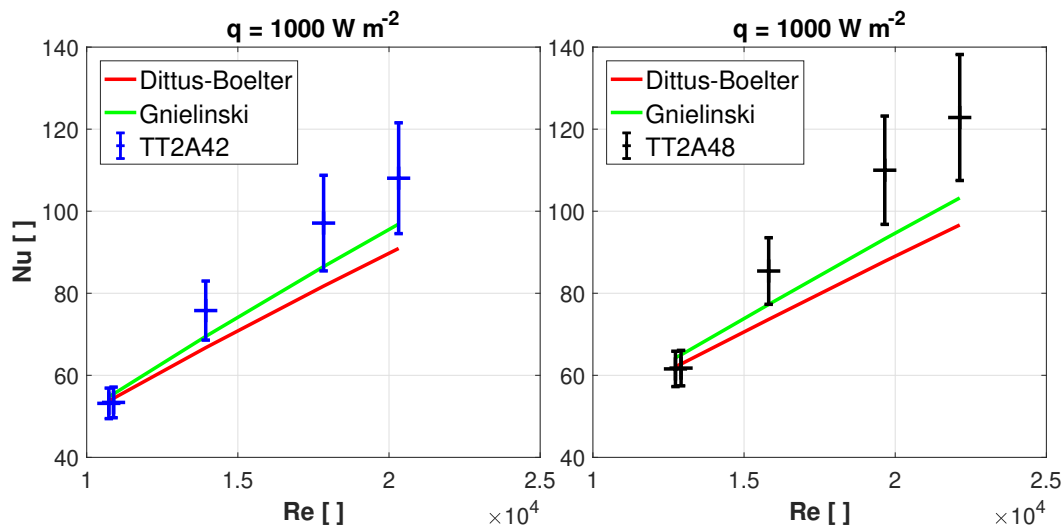 q = 1000 W m-2
140
120
100
80
60
40
Nu [ ]
Dittus-Boelter
Gnielinski
TT2A42
1
1.5
2
2.5
×10^4
Re [ ]
q = 1000 W m-2
140
120
100
80
60
40
Dittus-Boelter
Gnielinski
TT2A48
1
1.5
2
2.5
×10^4
Re [ ]